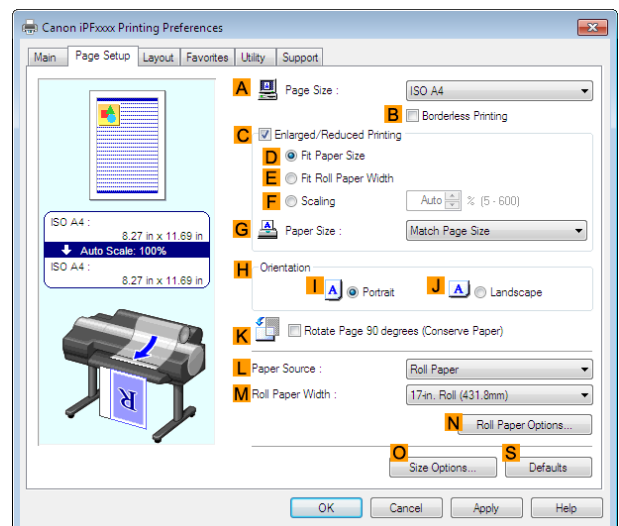 Canon iPFxxxx Printing Preferences
Main Page Setup Layout Favorites Utility Support
A Page Size : ISO A4
B Borderless Printing
C Enlarged/Reduced Printing
D Fit Paper Size
E Fit Roll Paper Width
F Scaling Auto % (5 - 600)
ISO A4 :
8.27 in x 11.69 in
Auto Scale: 100%
ISO A4 :
8.27 in x 11.69 in
G A Paper Size : Match Page Size
H Orientation
I A Portrait J A Landscape
K Rotate Page 90 degrees (Conserve Paper)
L Paper Source : Roll Paper
M Roll Paper Width : 17-in. Roll (431.8mm)
R
N Roll Paper Options...
O Size Options... S Defaults
OK Cancel Apply Help